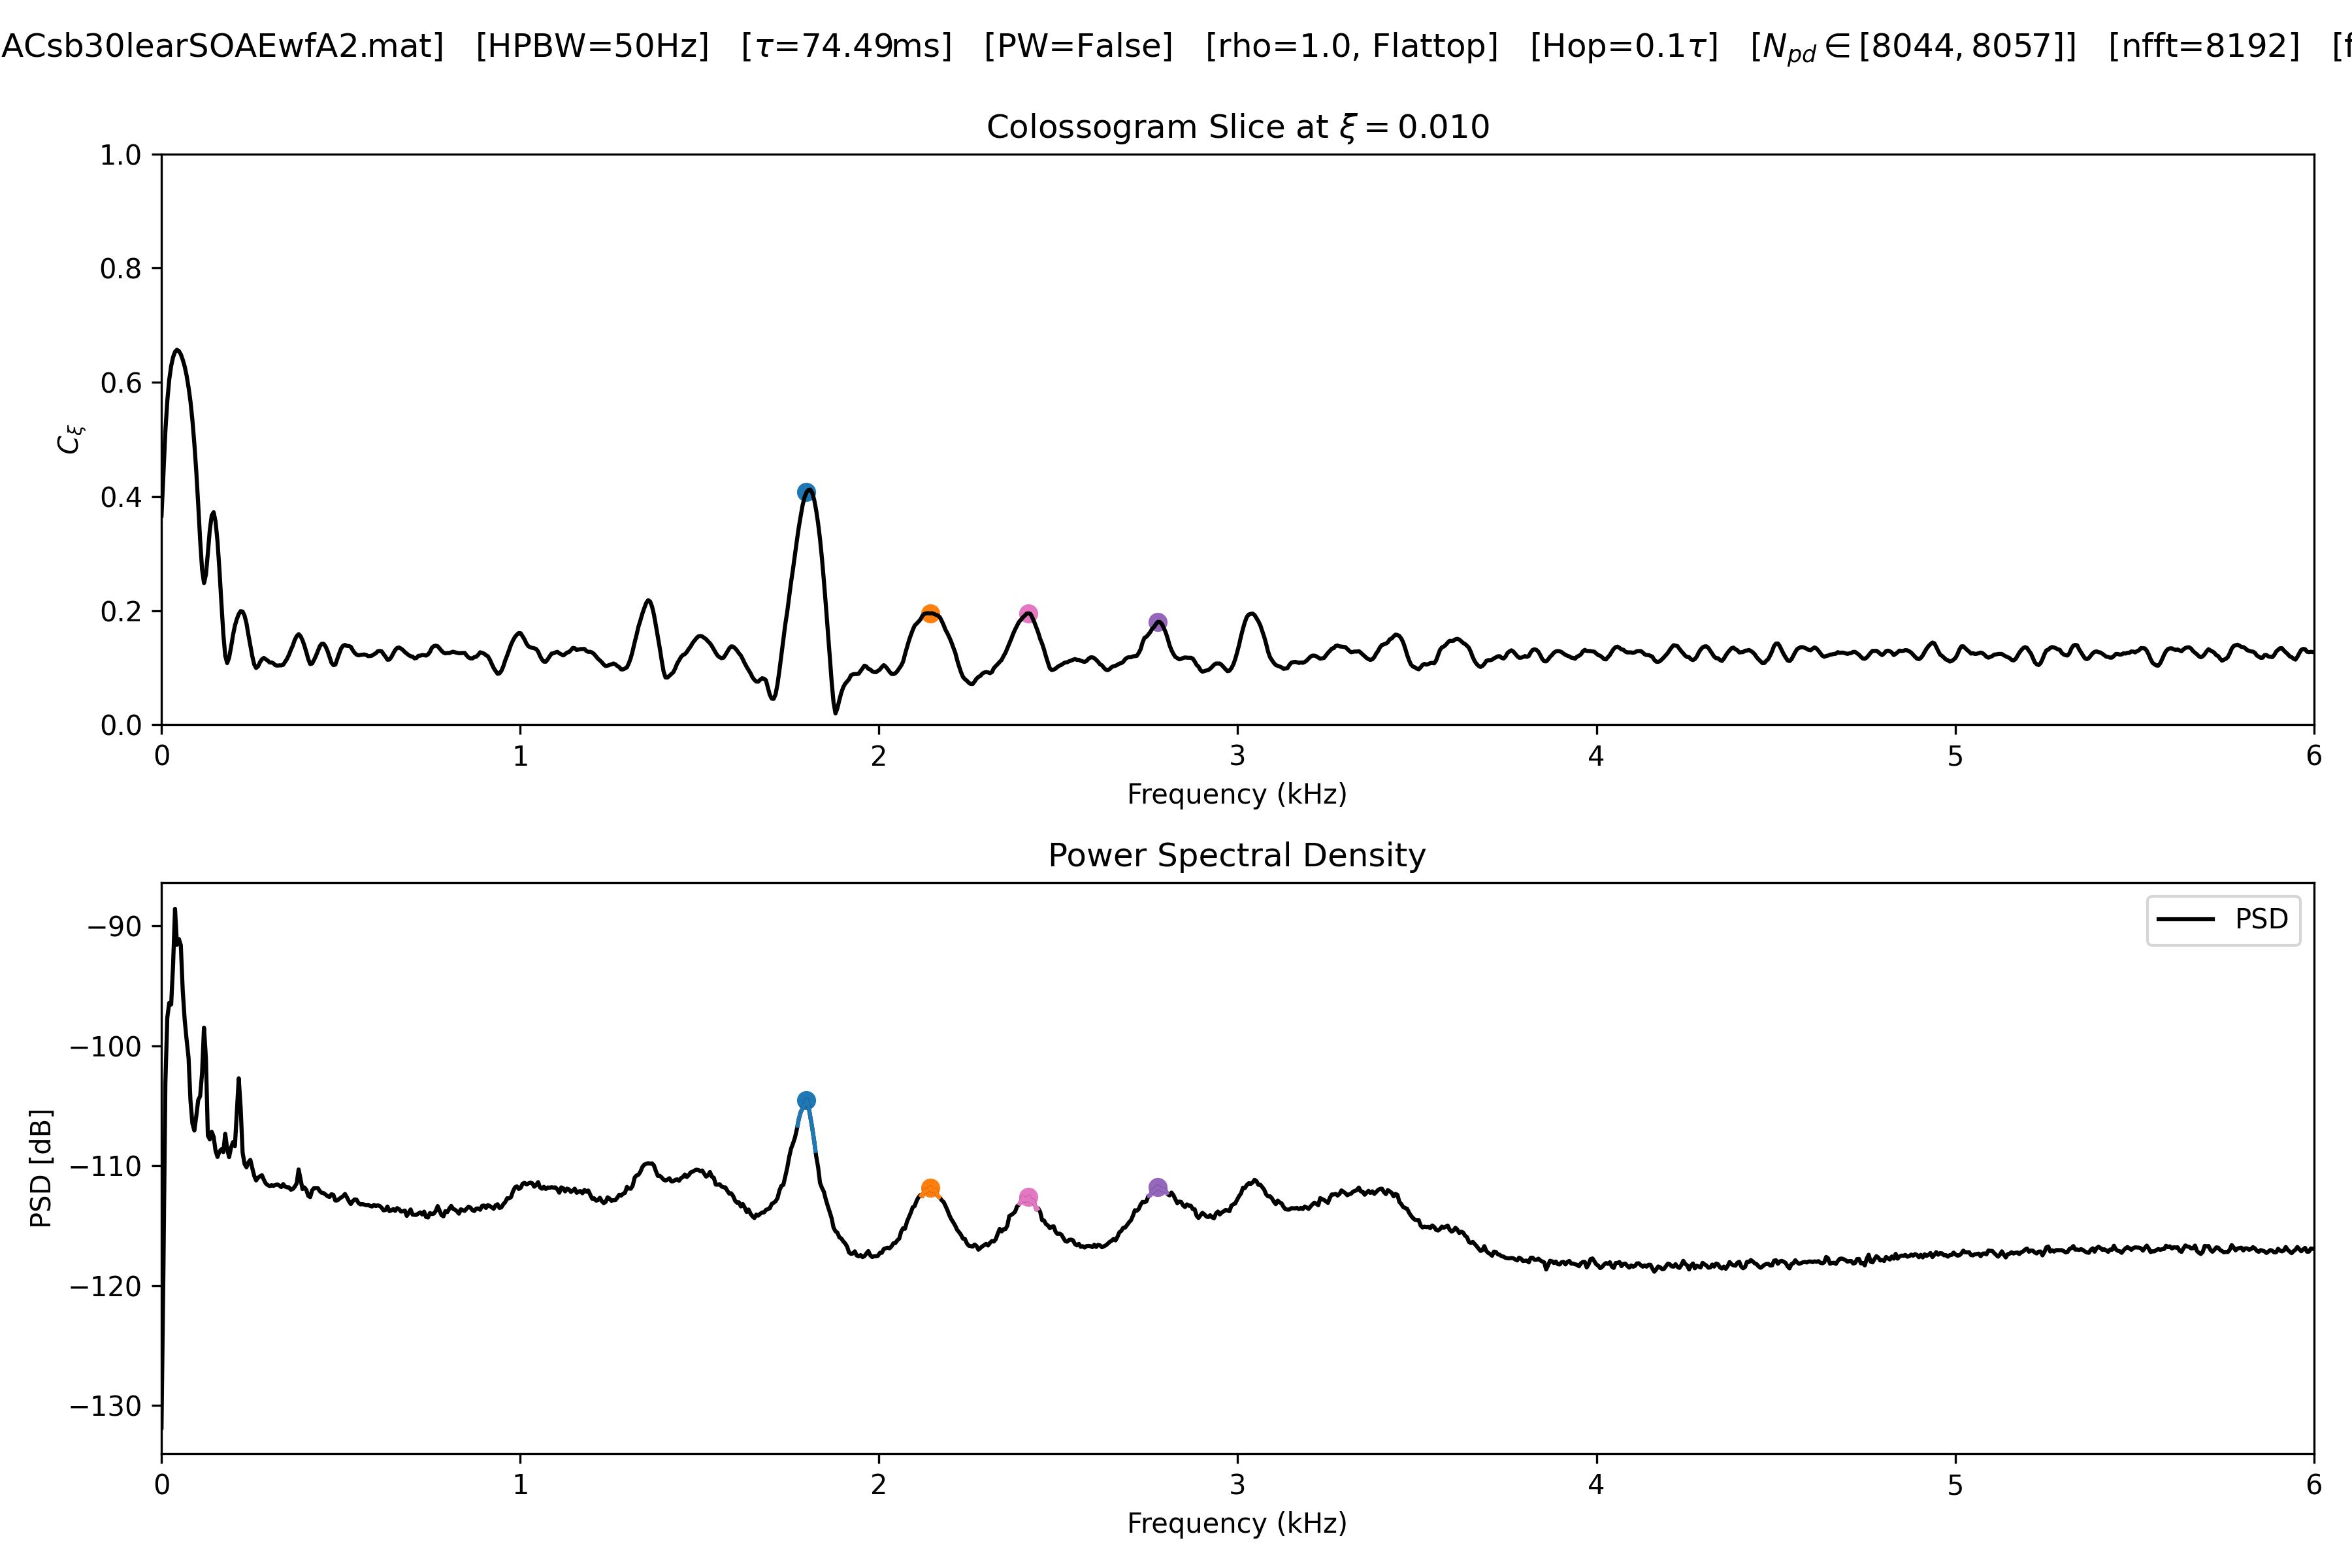 ACsb30learSOAEwfA2.mat] [HPBW=50Hz] [τ=74.49ms] [PW=False] [rho=1.0, Flattop] [Hop=0.1τ] [N_pd ∈ [8044, 8057]] [nfft=8192] [f
Colossogram Slice at ξ = 0.010
1.0
0.8
0.6
0.4
0.2
0.0
C_ξ
0 1 2 3 4 5 6
Frequency (kHz)
Power Spectral Density
PSD
−90
−100
−110
−120
−130
PSD [dB]
0 1 2 3 4 5 6
Frequency (kHz)